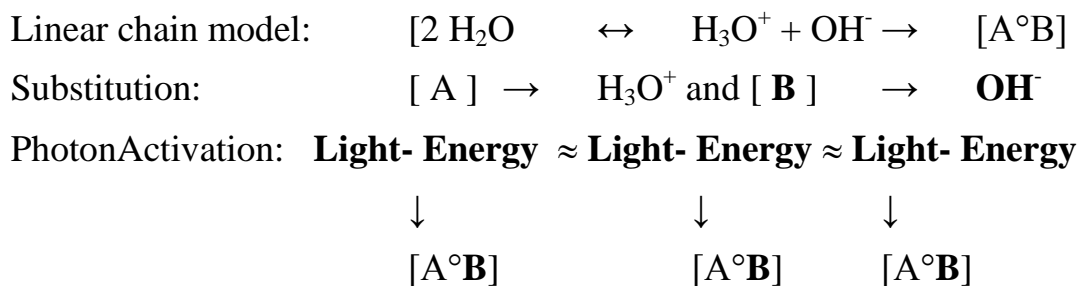 Linear chain model: [2 H₂O ↔ H₃O⁺ + OH⁻ → [A°B]
Substitution: [ A ] → H₃O⁺ and [ B ] → OH⁻
PhotonActivation: Light- Energy ≈ Light- Energy ≈ Light- Energy
↓ ↓ ↓
[A°B] [A°B] [A°B]